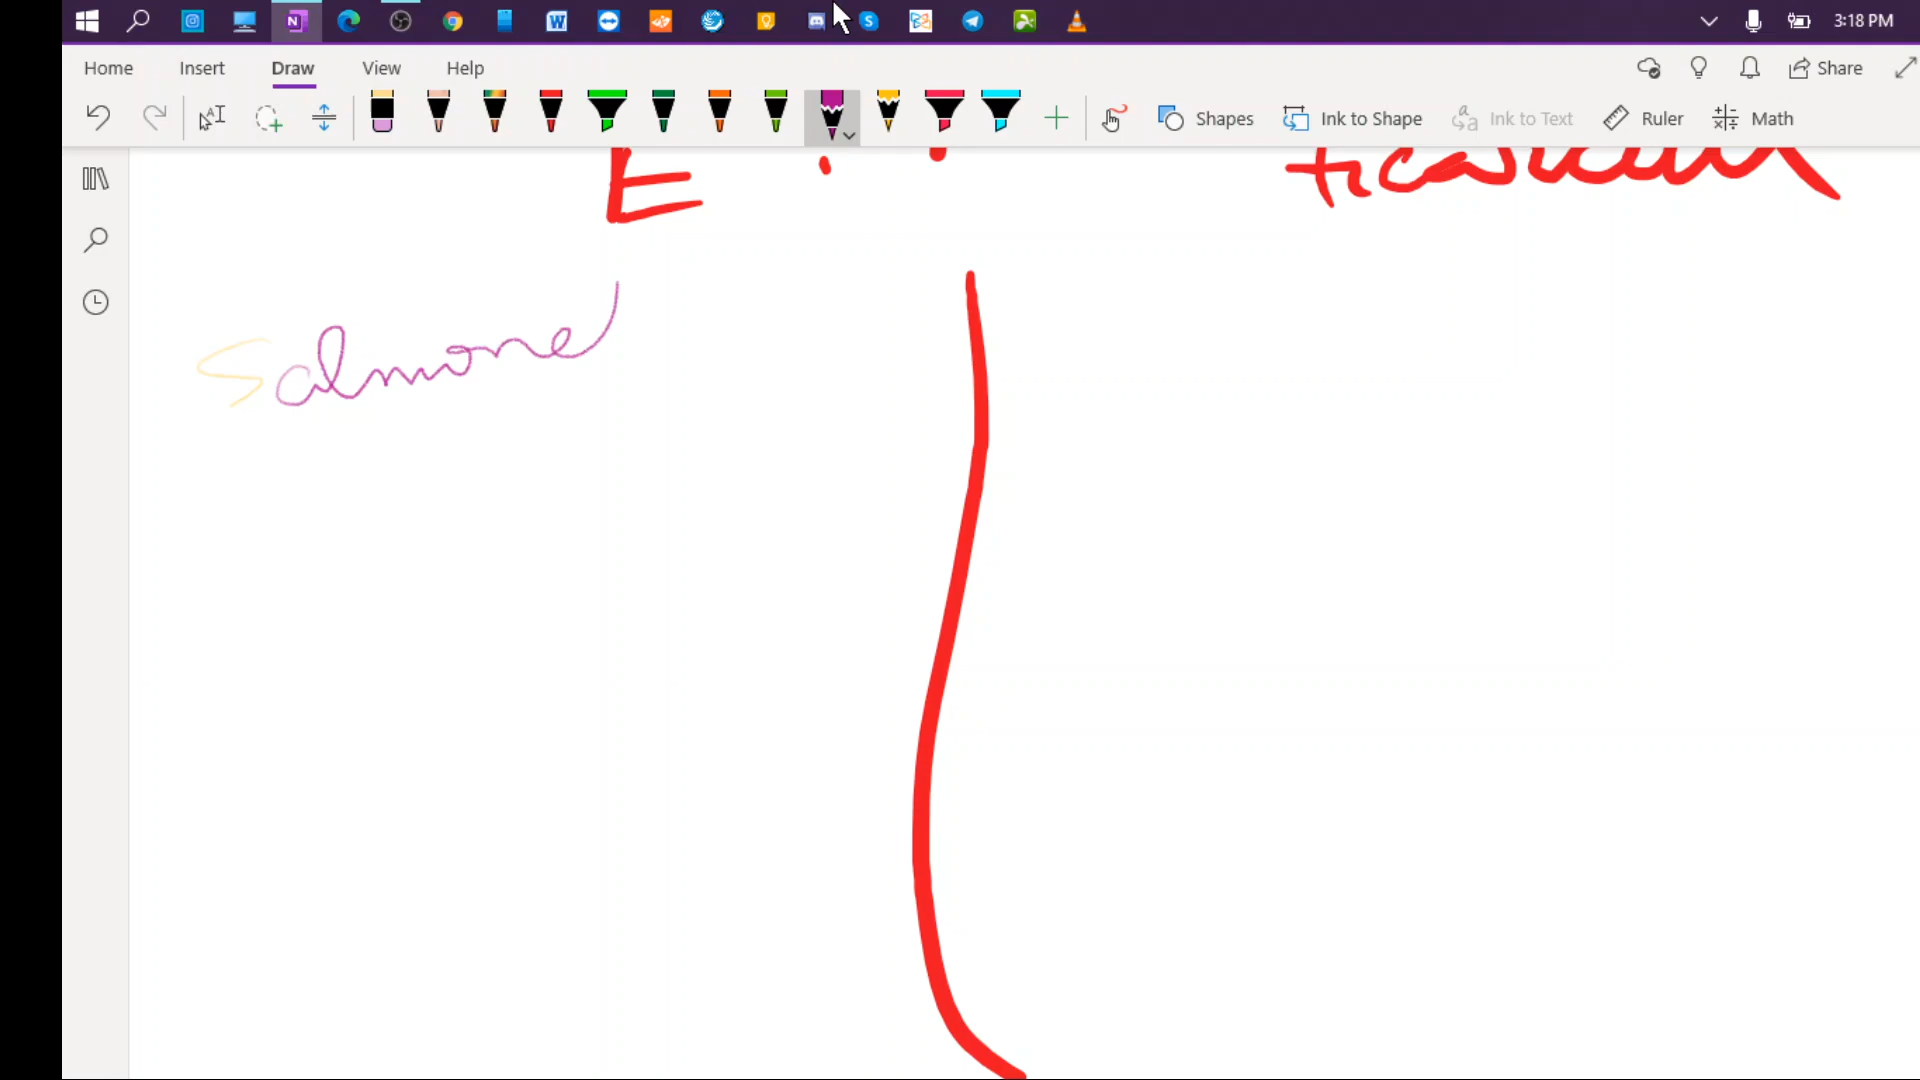 3:18 PM
Home Insert Draw View Help Share
Shapes Ink to Shape Ink to Text Ruler Math
E
Salmone